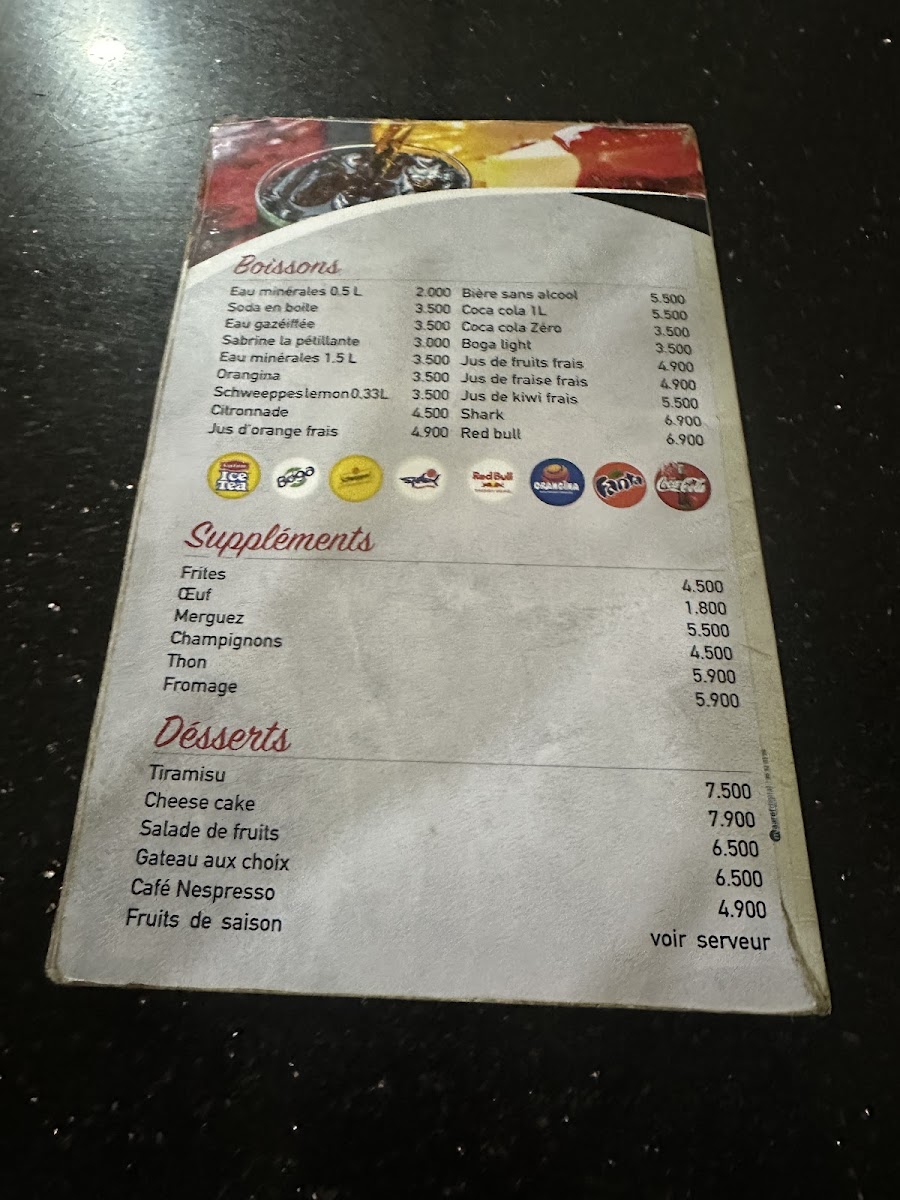 Boissons
Eau minérales 0.5 L 2.000
Soda en boite 3.500
Eau gazéiffée 3.500
Sabrine la pétillante 3.000
Eau minérales 1.5 L 3.500
Orangina 3.500
Schweeppes lemon 0.33L 3.500
Citronnade 4.500
Jus d'orange frais 4.900
Bière sans alcool 5.500
Coca cola 1L 5.500
Coca cola Zéro 3.500
Boga light 3.500
Jus de fruits frais 4.900
Jus de fraise frais 4.900
Jus de kiwi frais 5.500
Shark 6.900
Red bull 6.900
Ice Tea
Boga
Red Bull
ORANGINA
Fanta
Coca-Cola
Suppléments
Frites 4.500
Œuf 1.800
Merguez 5.500
Champignons 4.500
Thon 5.900
Fromage 5.900
Désserts
Tiramisu 7.500
Cheese cake 7.900
Salade de fruits 6.500
Gateau aux choix 6.500
Café Nespresso 4.900
Fruits de saison voir serveur